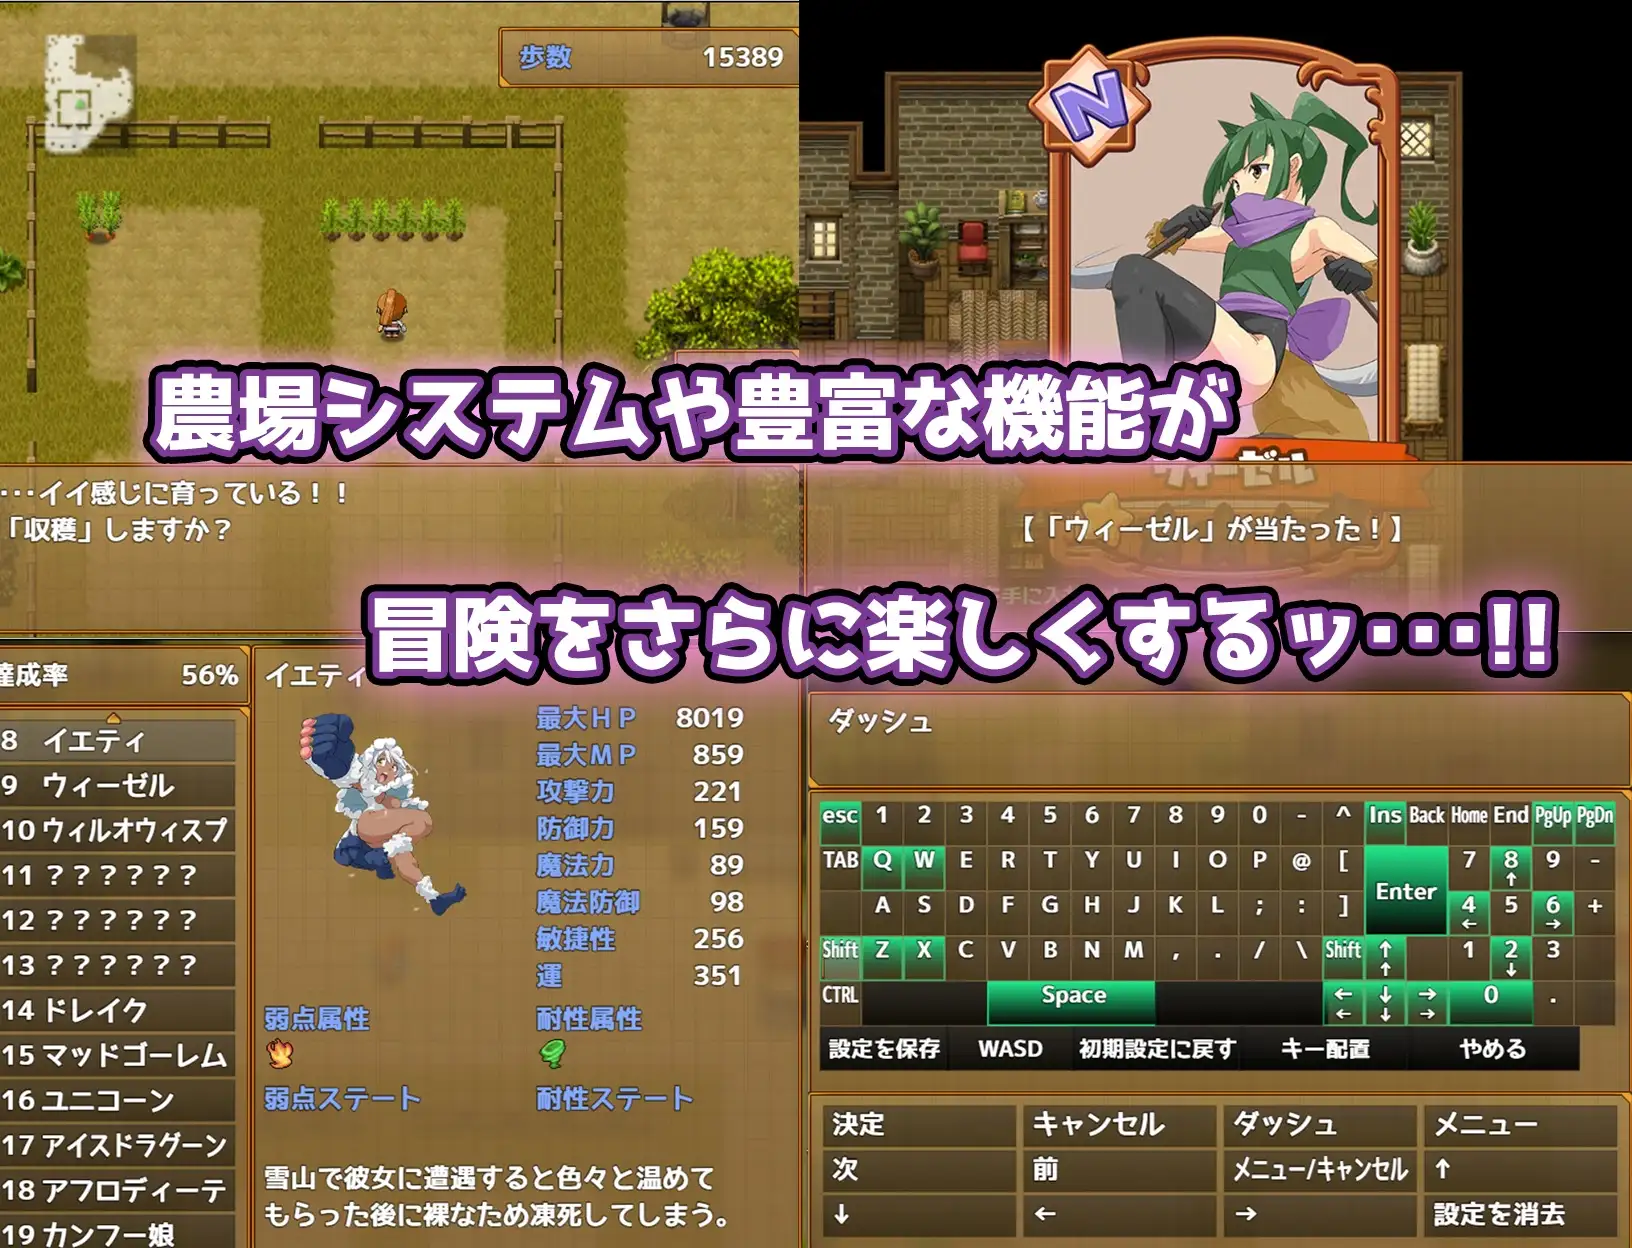 歩数 15389
N
農場システムや豊富な機能が
ウィーゼル
…イイ感じに育っている！！
「収穫」しますか？
【「ウィーゼル」が当たった！】
冒険をさらに楽しくするッ…!!
達成率 56%
8 イエティ
9 ウィーゼル
10 ウィルオウィスプ
11 ？？？？？？
12 ？？？？？？
13 ？？？？？？
14 ドレイク
15 マッドゴーレム
16 ユニコーン
17 アイスドラグーン
18 アフロディーテ
19 カンフー娘
イエティ
最大ＨＰ 8019
最大ＭＰ 859
攻撃力 221
防御力 159
魔法力 89
魔法防御 98
敏捷性 256
運 351
弱点属性 耐性属性
弱点ステート 耐性ステート
雪山で彼女に遭遇すると色々と温めて
もらった後に裸なため凍死してしまう。
ダッシュ
esc 1 2 3 4 5 6 7 8 9 0 - ^ Ins Back Home End PgUp PgDn
TAB Q W E R T Y U I O P @ [ Enter 7 8 ↑ 9 -
A S D F G H J K L ; : ] 4 ← 5 6 → +
Shift Z X C V B N M , . / \ Shift ↑ ↑ 1 2 ↓ 3
CTRL Space ← ← ↓ ↓ → → 0 .
設定を保存 WASD 初期設定に戻す キー配置 やめる
決定 キャンセル ダッシュ メニュー
次 前 メニュー/キャンセル ↑
↓ ← → 設定を消去